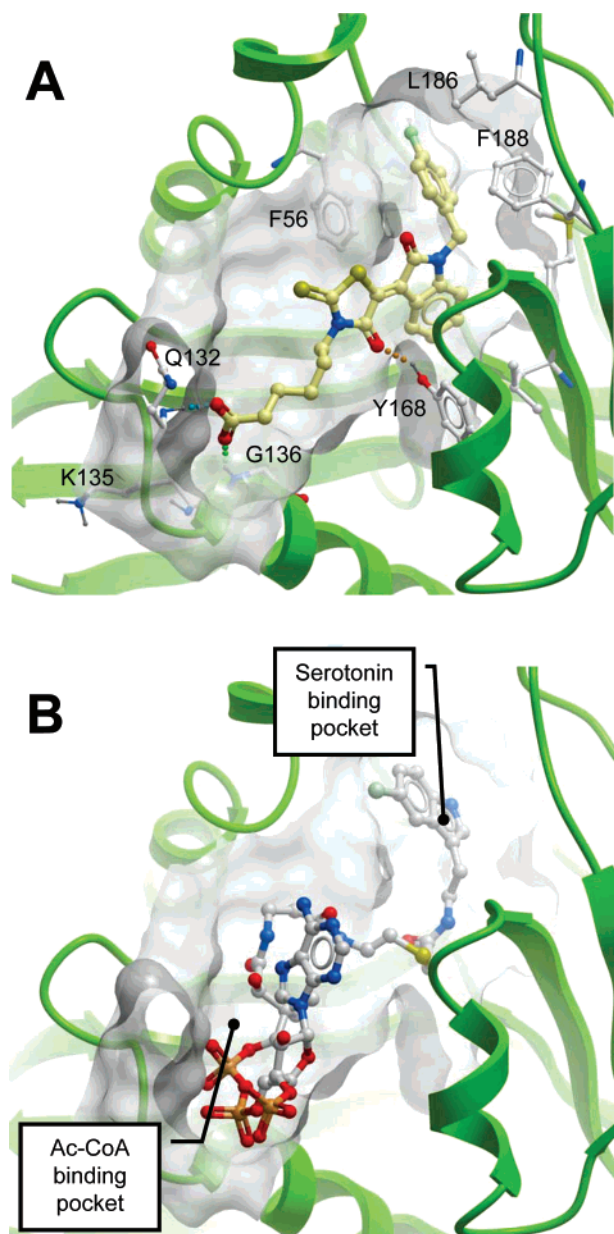 A
L186
F188
F56
Q132
Y168
G136
K135
B
Serotonin
binding
pocket
Ac-CoA
binding
pocket